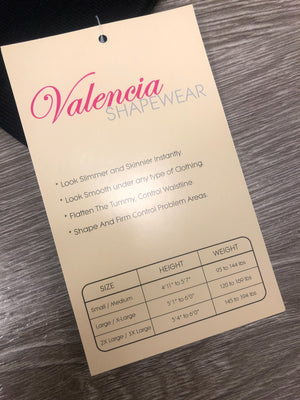 Valencia
SHAPEWEAR
• Look Slimmer and Skinnier Instantly
• Look Smooth under any type of Clothing.
• Flatten The Tummy, Control Waistline
• Shape And Firm Control Problem Areas.
SIZE HEIGHT WEIGHT
Small / Medium 4'11" to 5'7" 95 to 144 lbs
Large / X-Large 5'1" to 6'0" 120 to 169 lbs
2X Large / 3X Large 5'4" to 6'0" 145 to 194 lbs